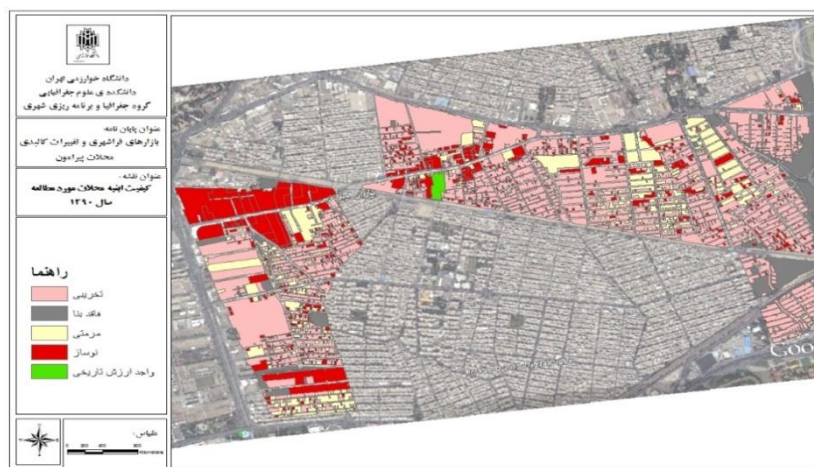 دانشگاه خوارزمی تهران
دانشکده ی علوم جغرافیایی
گروه جغرافیا و برنامه ریزی شهری
عنوان پایان نامه:
بازارهای فراشهری و تغییرات کالبدی
محلات پیرامون
عنوان نقشه:
کیفیت ابنیه محلات مورد مطالعه
سال ۱۳۹۰
راهنما
تخریبی
فاقد بنا
مرمتی
نوساز
واجد ارزش تاریخی
مقیاس:
Goo